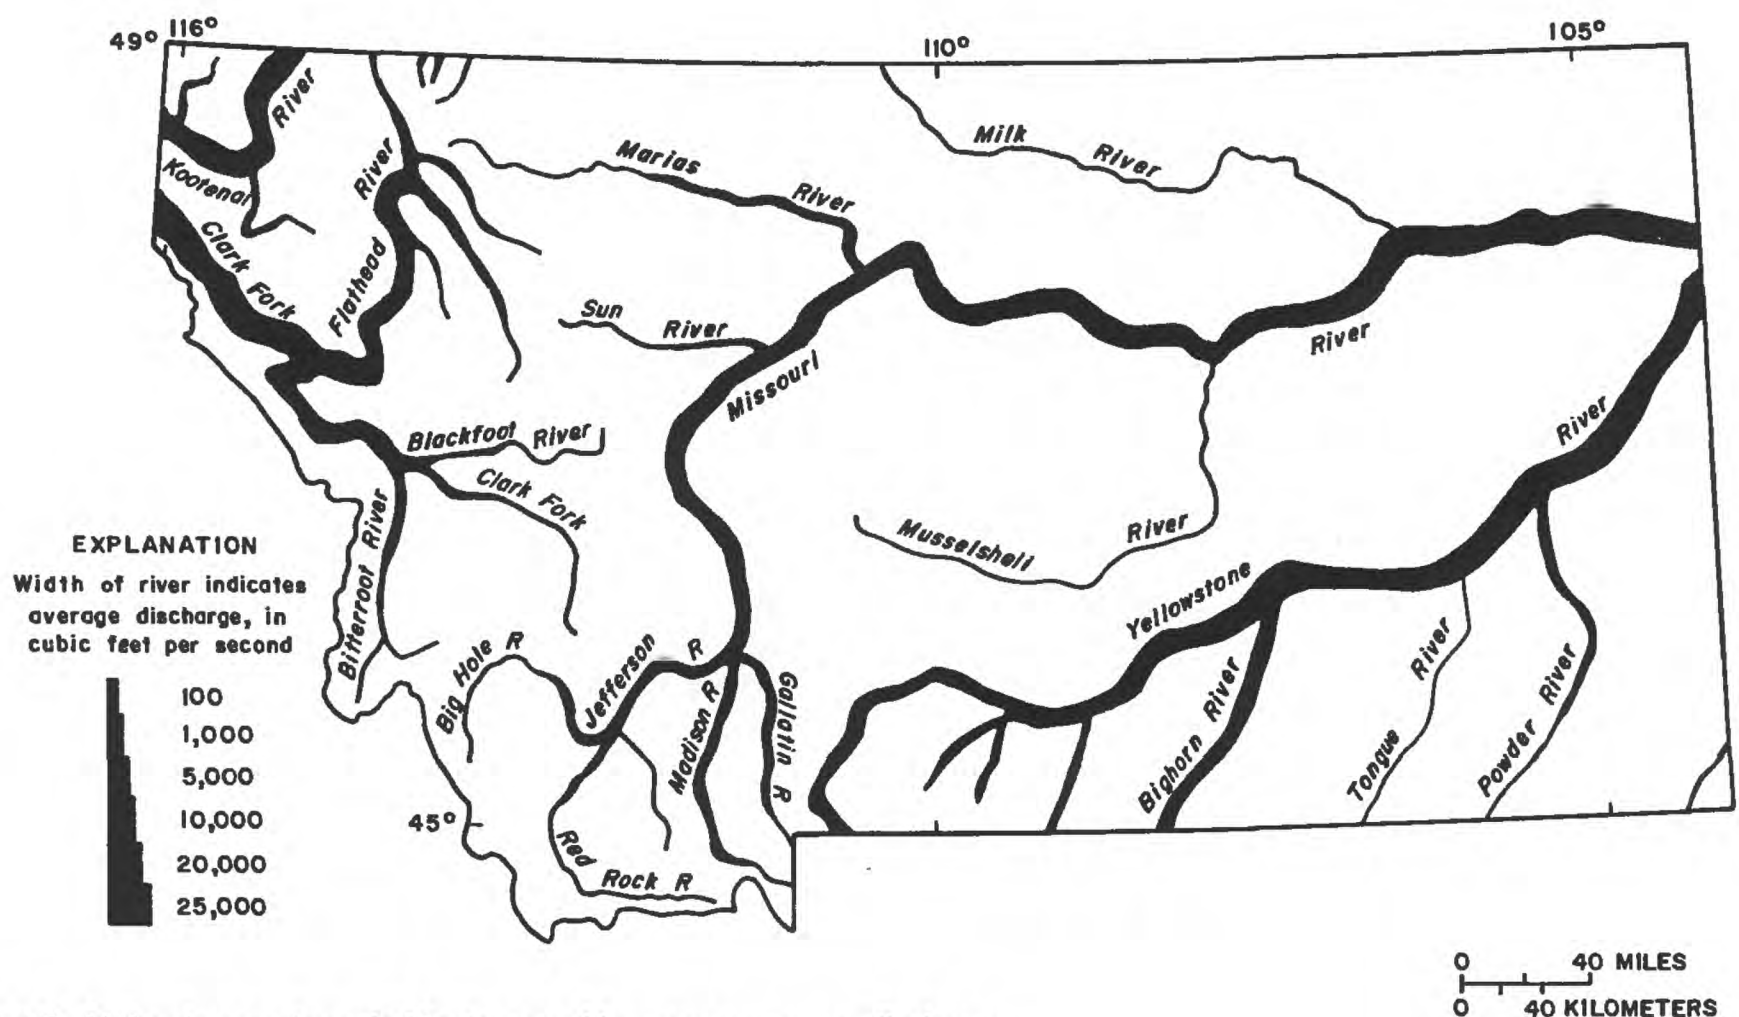 49° 116°
110°
105°
River
Kootenai
River
Flathead
Clark
Fork
Marias
River
Milk
River
Sun
River
Missouri
River
Blackfoot River
Clark Fork
Bitterroot River
Musselshell
River
Yellowstone
River
Big Hole R
Jefferson R
Madison R
Gallatin R
Red
Rock R
Bighorn River
Tongue River
Powder River
45°
EXPLANATION
Width of river indicates
average discharge, in
cubic feet per second
100
1,000
5,000
10,000
20,000
25,000
0 40 MILES
0 40 KILOMETERS